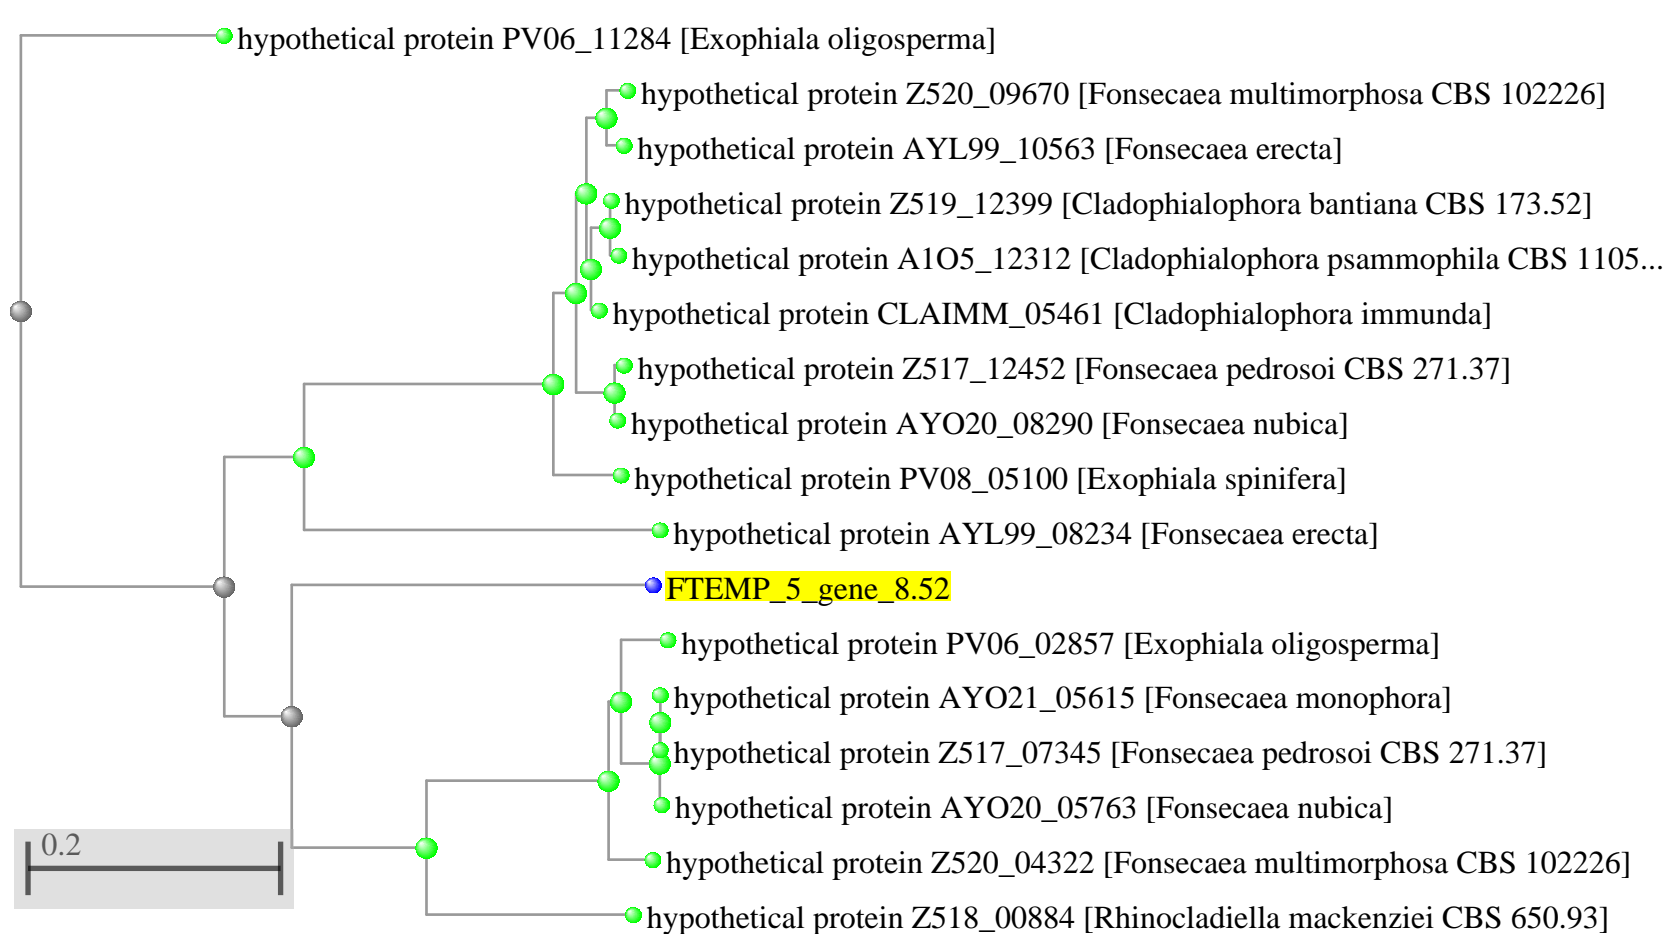 hypothetical protein PV06_11284 [Exophiala oligosperma]
hypothetical protein Z520_09670 [Fonsecaea multimorphosa CBS 102226]
hypothetical protein AYL99_10563 [Fonsecaea erecta]
hypothetical protein Z519_12399 [Cladophialophora bantiana CBS 173.52]
hypothetical protein A1O5_12312 [Cladophialophora psammophila CBS 1105...
hypothetical protein CLAIMM_05461 [Cladophialophora immunda]
hypothetical protein Z517_12452 [Fonsecaea pedrosoi CBS 271.37]
hypothetical protein AYO20_08290 [Fonsecaea nubica]
hypothetical protein PV08_05100 [Exophiala spinifera]
hypothetical protein AYL99_08234 [Fonsecaea erecta]
FTEMP_5_gene_8.52
hypothetical protein PV06_02857 [Exophiala oligosperma]
hypothetical protein AYO21_05615 [Fonsecaea monophora]
hypothetical protein Z517_07345 [Fonsecaea pedrosoi CBS 271.37]
hypothetical protein AYO20_05763 [Fonsecaea nubica]
0.2
hypothetical protein Z520_04322 [Fonsecaea multimorphosa CBS 102226]
hypothetical protein Z518_00884 [Rhinocladiella mackenziei CBS 650.93]